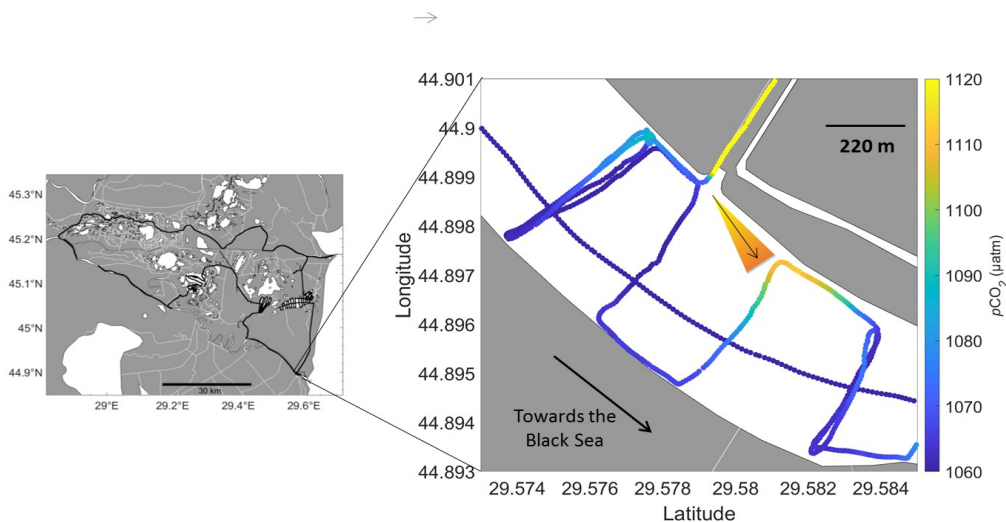 45.3°N
45.2°N
45.1°N
45°N
44.9°N
29°E
29.2°E
29.4°E
29.6°E
30 km
44.901
44.9
44.899
44.898
44.897
44.896
44.895
44.894
44.893
Longitude
29.574
29.576
29.578
29.58
29.582
29.584
Latitude
220 m
Towards the
Black Sea
1120
1110
1100
1090
1080
1070
1060
pCO₂ (µatm)